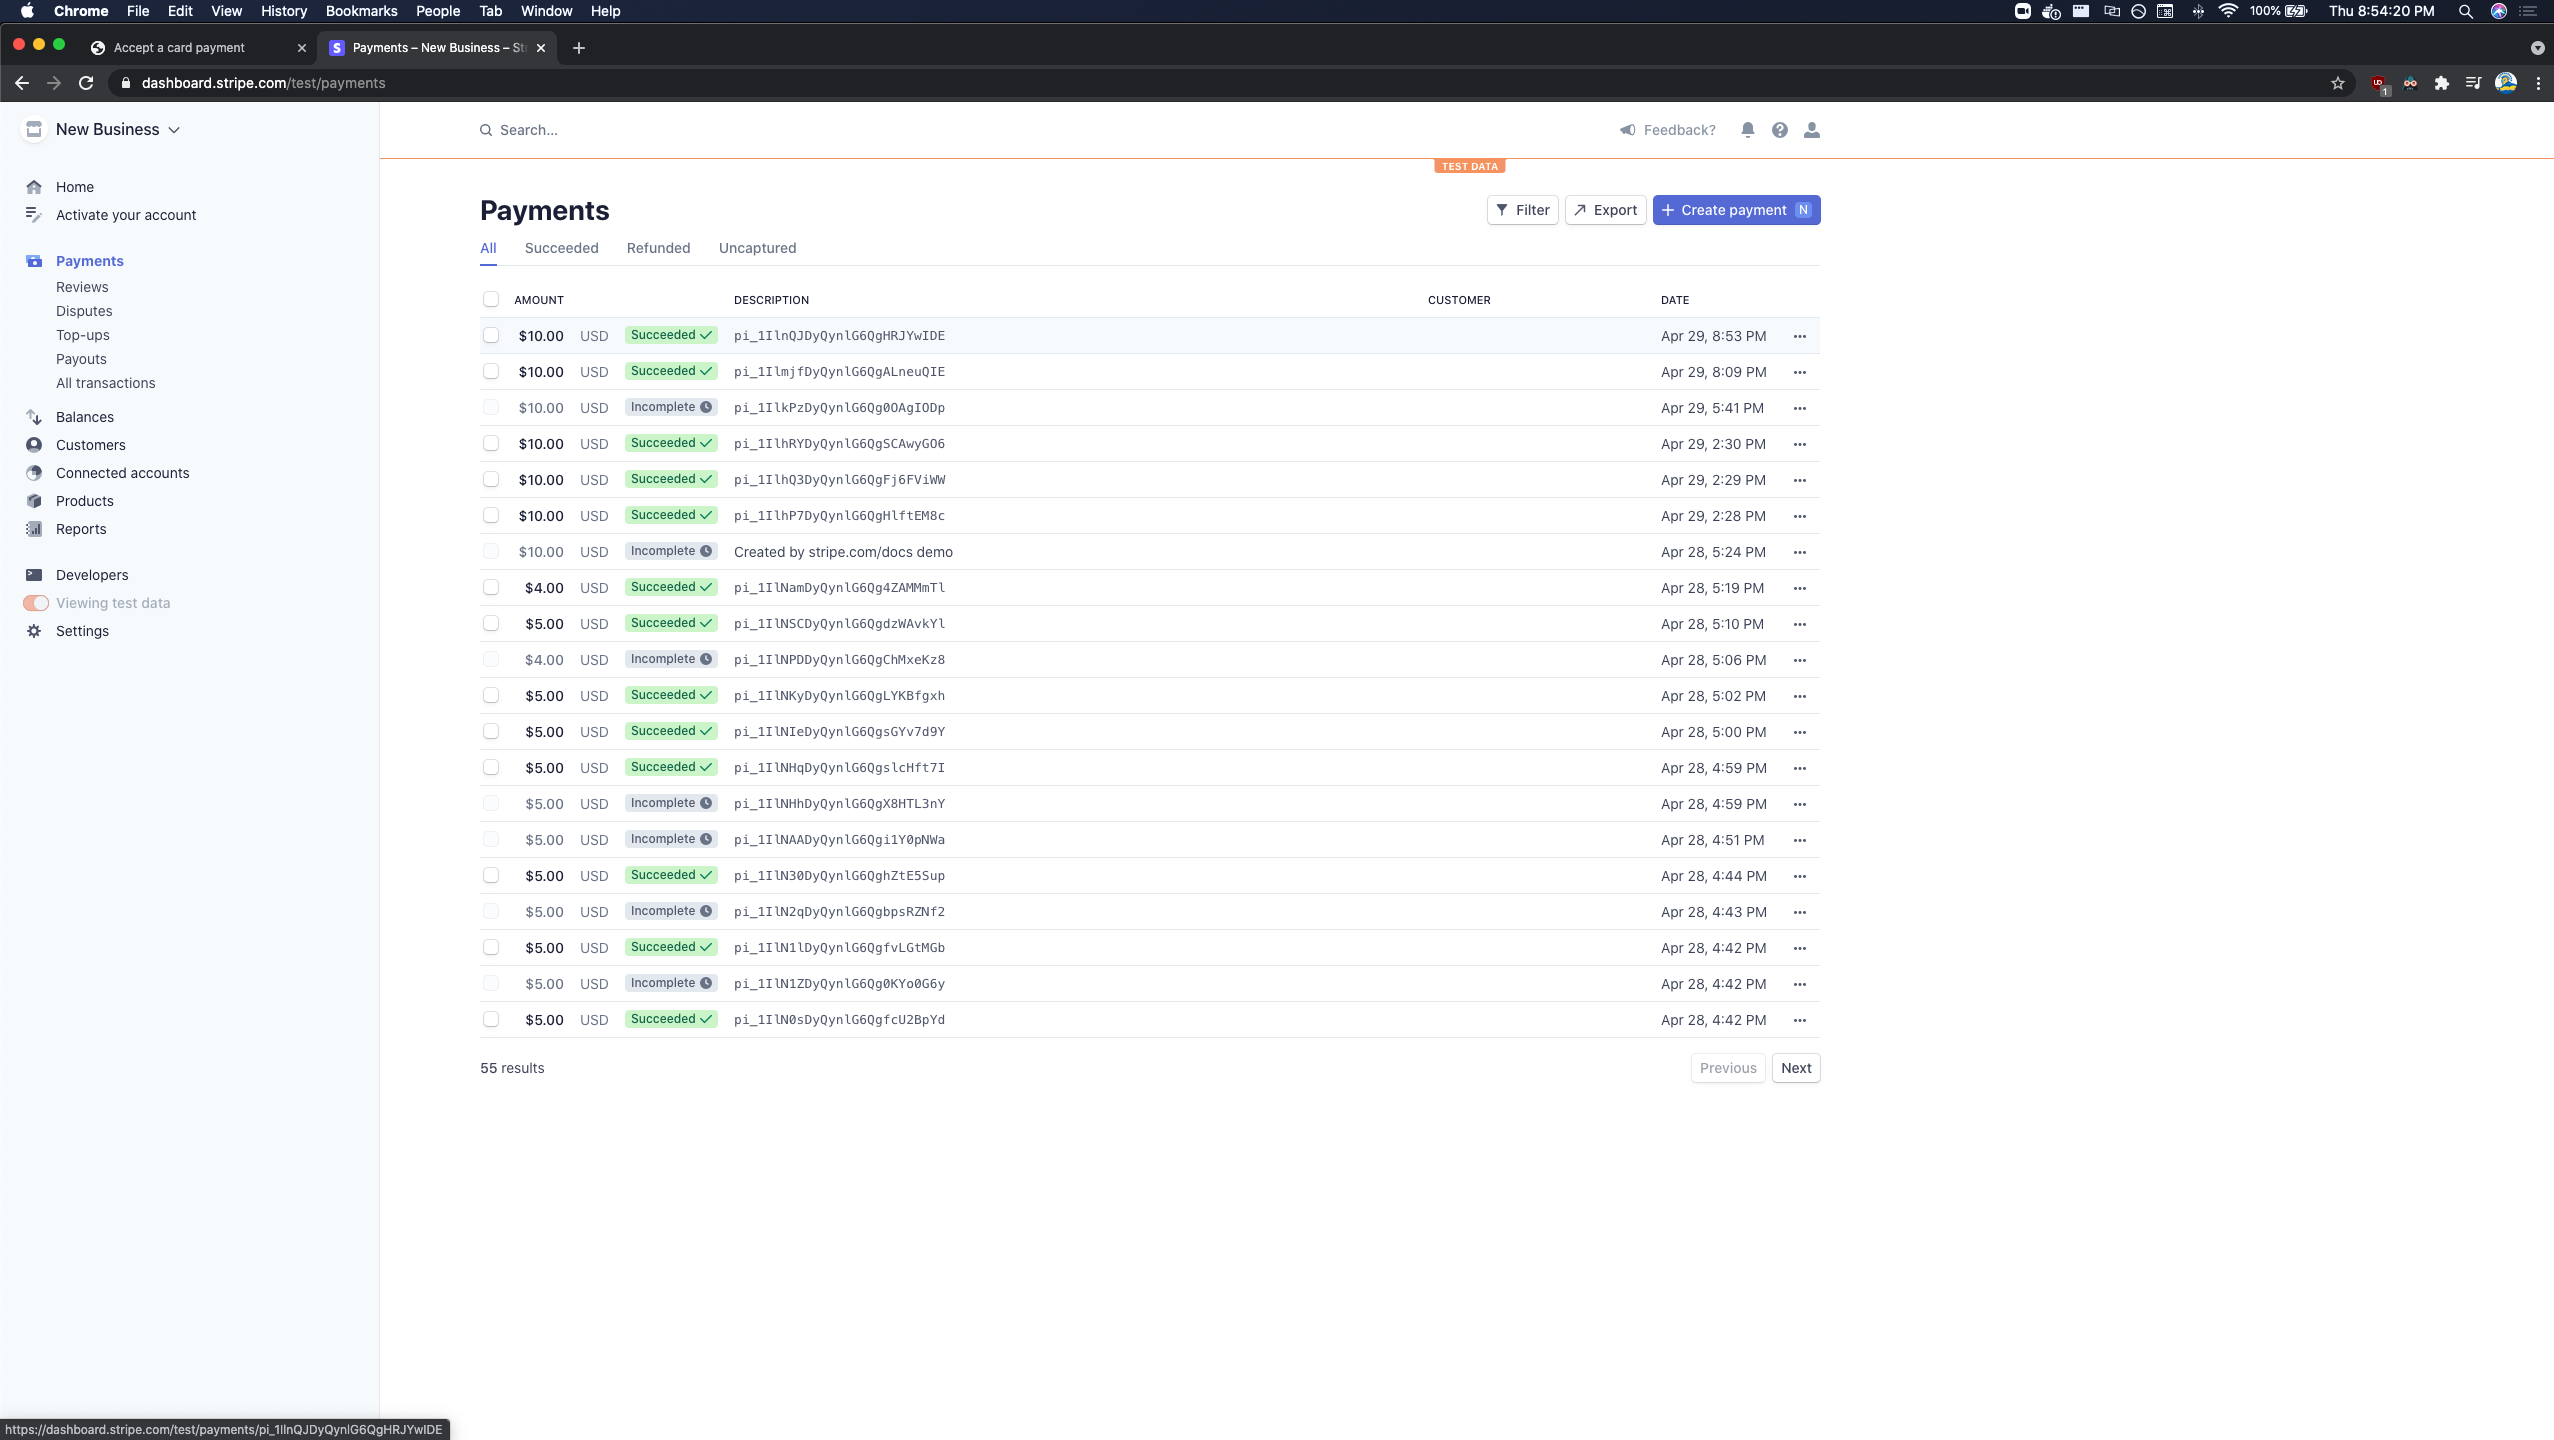 Chrome File Edit View History Bookmarks People Tab Window Help 100% Thu 8:54:20 PM
Accept a card payment Payments – New Business – St
dashboard.stripe.com/test/payments 1
New Business Search... Feedback?
TEST DATA
Home
Activate your account
Payments
Reviews
Disputes
Top-ups
Payouts
All transactions
Balances
Customers
Connected accounts
Products
Reports
Developers
Viewing test data
Settings
Payments Filter Export Create payment N
All Succeeded Refunded Uncaptured
AMOUNT DESCRIPTION CUSTOMER DATE
$10.00 USD Succeeded pi_1IlnQJDyQynlG6QgHRJYwIDE Apr 29, 8:53 PM
$10.00 USD Succeeded pi_1IlmjfDyQynlG6QgALneuQIE Apr 29, 8:09 PM
$10.00 USD Incomplete pi_1IlkPzDyQynlG6Qg0OAgIODp Apr 29, 5:41 PM
$10.00 USD Succeeded pi_1IlhRYDyQynlG6QgSCAwyGO6 Apr 29, 2:30 PM
$10.00 USD Succeeded pi_1IlhQ3DyQynlG6QgFj6FViWW Apr 29, 2:29 PM
$10.00 USD Succeeded pi_1IlhP7DyQynlG6QgHlftEM8c Apr 29, 2:28 PM
$10.00 USD Incomplete Created by stripe.com/docs demo Apr 28, 5:24 PM
$4.00 USD Succeeded pi_1IlNamDyQynlG6Qg4ZAMMmTl Apr 28, 5:19 PM
$5.00 USD Succeeded pi_1IlNSCDyQynlG6QgdzWAvkYl Apr 28, 5:10 PM
$4.00 USD Incomplete pi_1IlNPDDyQynlG6QgChMxeKz8 Apr 28, 5:06 PM
$5.00 USD Succeeded pi_1IlNKyDyQynlG6QgLYKBfgxh Apr 28, 5:02 PM
$5.00 USD Succeeded pi_1IlNIeDyQynlG6QgsGYv7d9Y Apr 28, 5:00 PM
$5.00 USD Succeeded pi_1IlNHqDyQynlG6QgslcHft7I Apr 28, 4:59 PM
$5.00 USD Incomplete pi_1IlNHhDyQynlG6QgX8HTL3nY Apr 28, 4:59 PM
$5.00 USD Incomplete pi_1IlNAADyQynlG6Qgi1Y0pNWa Apr 28, 4:51 PM
$5.00 USD Succeeded pi_1IlN30DyQynlG6QghZtE5Sup Apr 28, 4:44 PM
$5.00 USD Incomplete pi_1IlN2qDyQynlG6QgbpsRZNf2 Apr 28, 4:43 PM
$5.00 USD Succeeded pi_1IlN1lDyQynlG6QgfvLGtMGb Apr 28, 4:42 PM
$5.00 USD Incomplete pi_1IlN1ZDyQynlG6Qg0KYo0G6y Apr 28, 4:42 PM
$5.00 USD Succeeded pi_1IlN0sDyQynlG6QgfcU2BpYd Apr 28, 4:42 PM
55 results Previous Next
https://dashboard.stripe.com/test/payments/pi_1IlnQJDyQynlG6QgHRJYwIDE